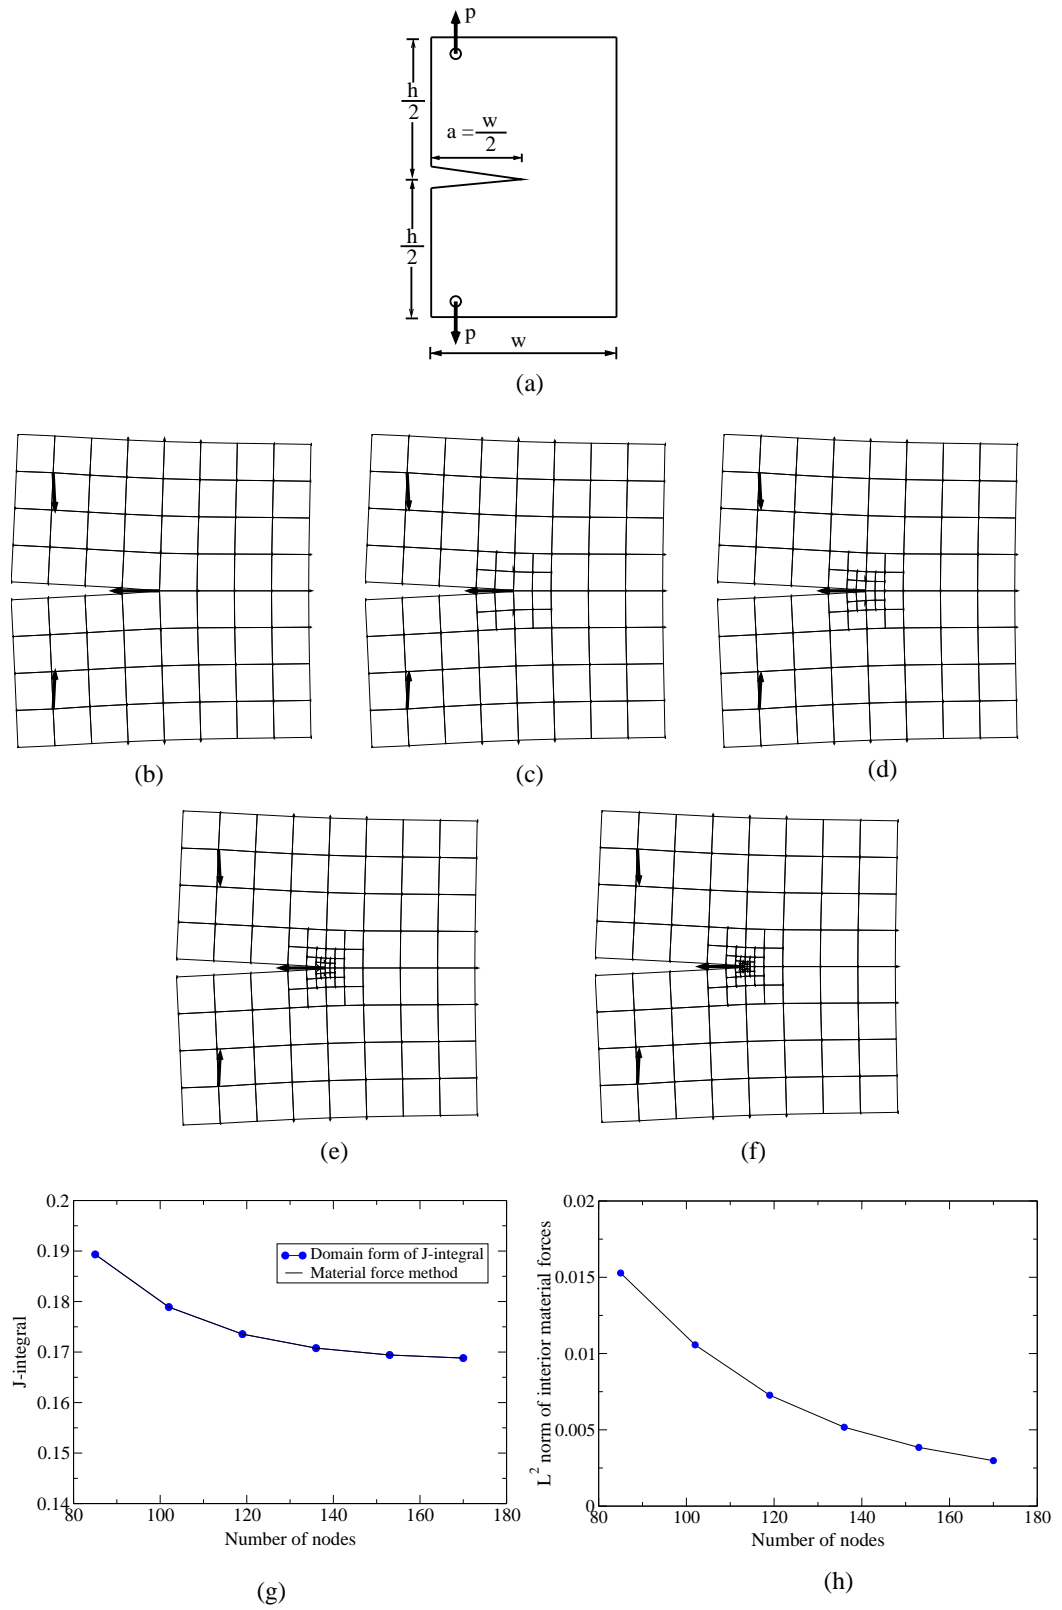 p
h
2
a = w
2
h
2
p
w
(a)
(b)
(c)
(d)
(e)
(f)
0.2
0.19
0.18
0.17
0.16
0.15
0.14
J-integral
Domain form of J-integral
Material force method
80 100 120 140 160 180
Number of nodes
(g)
0.02
0.015
0.01
0.005
0
L² norm of interior material forces
80 100 120 140 160 180
Number of nodes
(h)